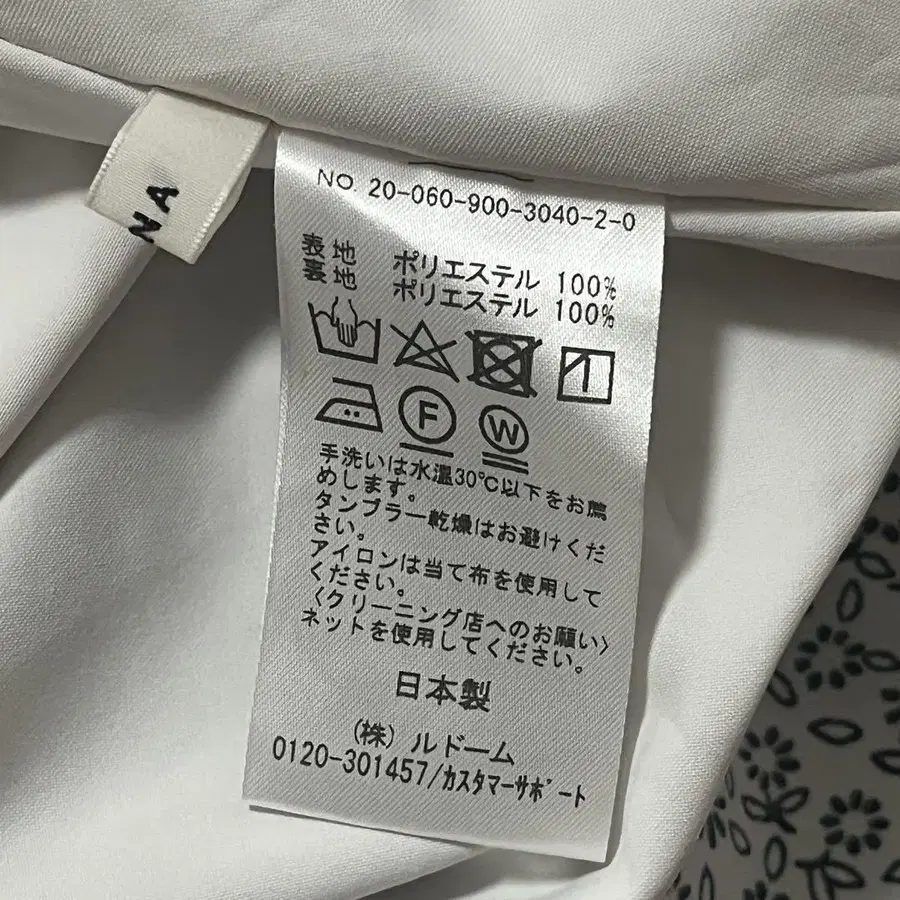 NA
NO. 20-060-900-3040-2-0
表地 ポリエステル 100%
表地 ポリエステル 100%
F
W
手洗いは水温30℃以下をお薦
めします。
タンブラー乾燥はお避けくだ
さい。
アイロンは当て布を使用して
ください。
〈クリーニング店へのお願い〉
ネットを使用してください。
日本製
(株) ルドーム
0120-301457/カスタマーサポート